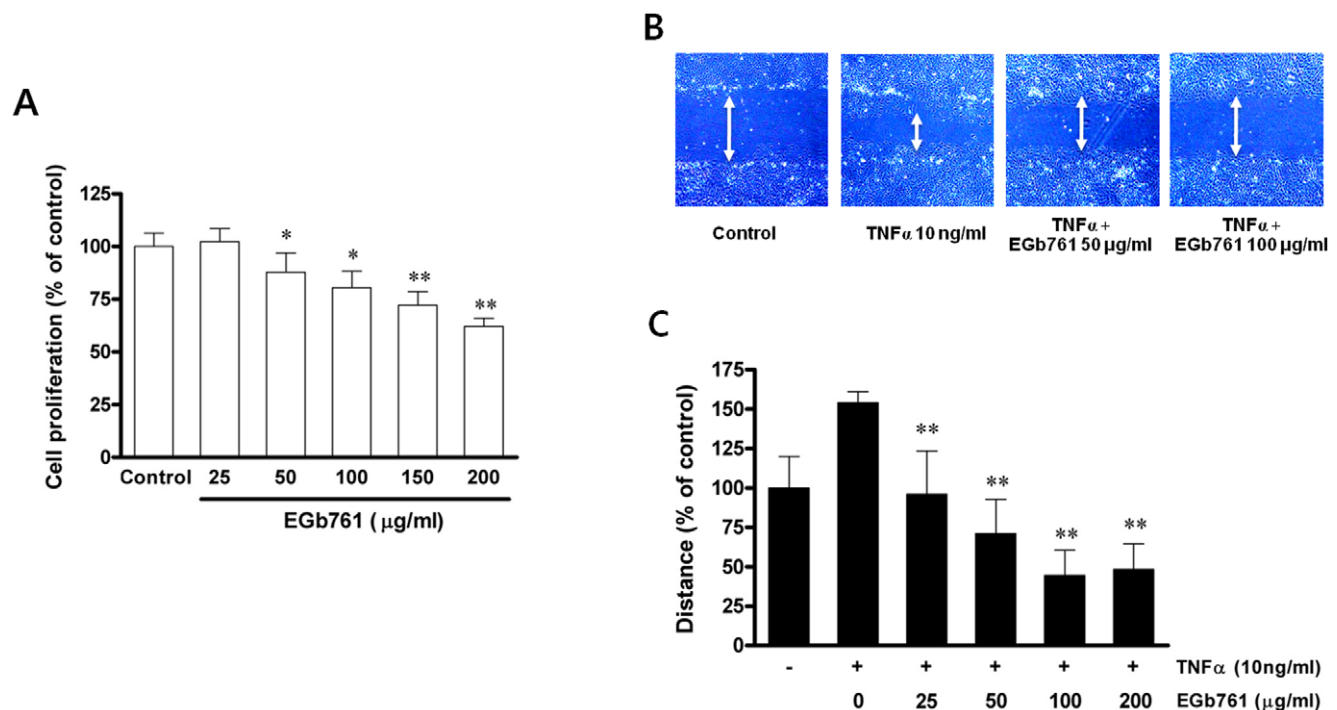 A
Cell proliferation (% of control)
125
100
75
50
25
0
*
*
**
**
Control 25 50 100 150 200
EGb761 (μg/ml)
B
Control
TNFα 10 ng/ml
TNFα +
EGb761 50 μg/ml
TNFα +
EGb761 100 μg/ml
C
Distance (% of control)
175
150
125
100
75
50
25
0
**
**
**
**
- + + + + + TNFα (10ng/ml)
0 25 50 100 200 EGb761 (μg/ml)